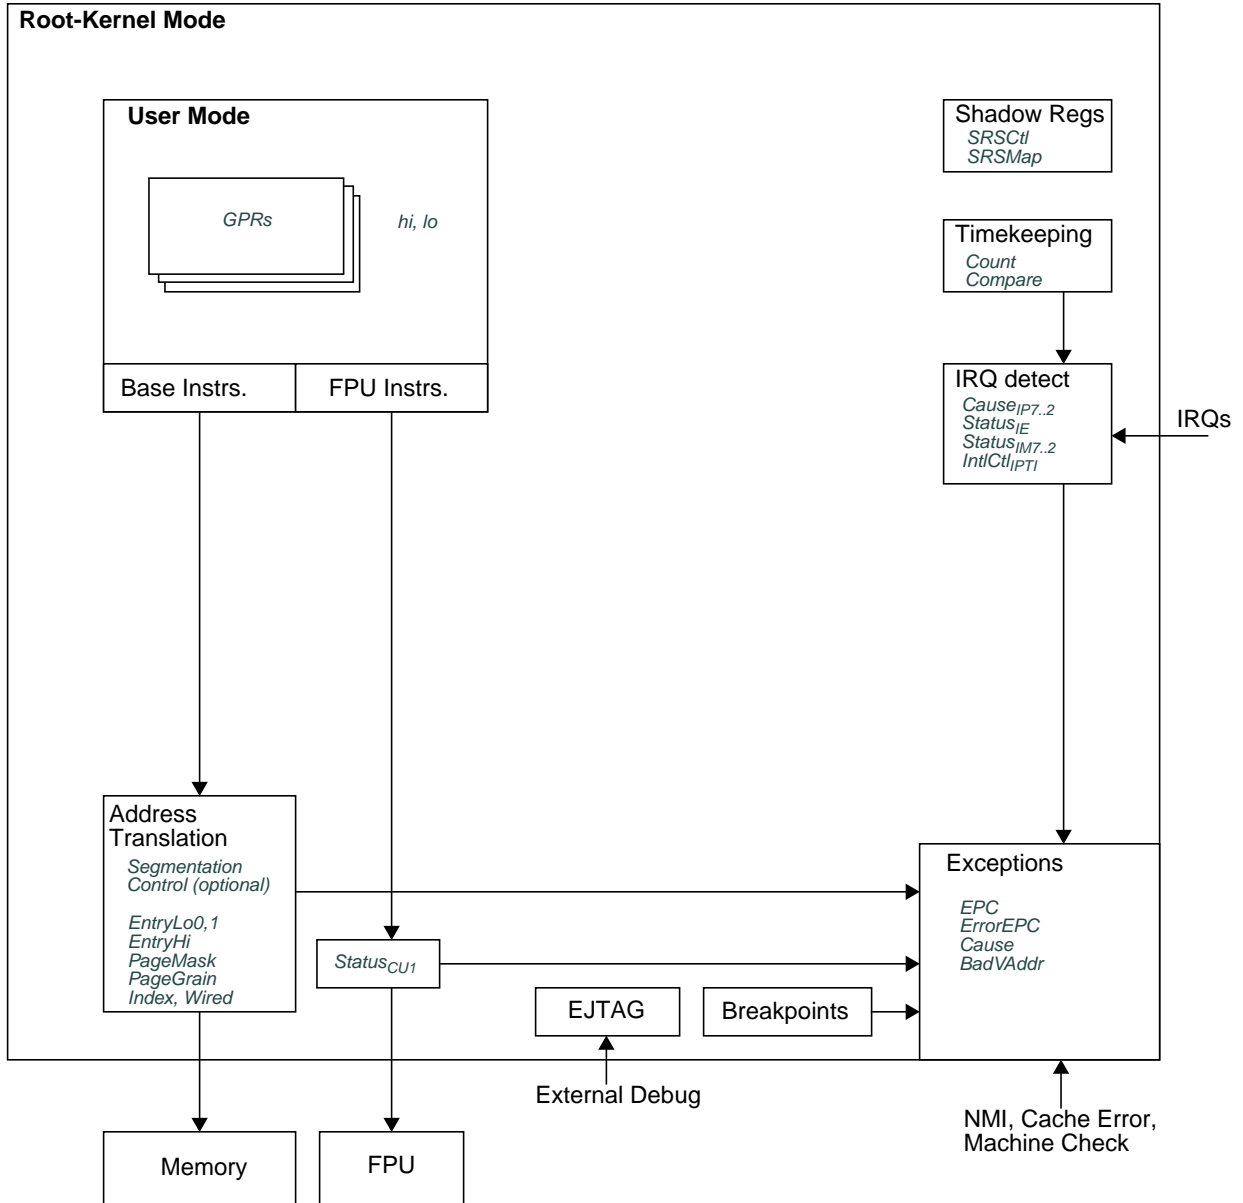 Root-Kernel Mode
User Mode
GPRs
hi, lo
Base Instrs.
FPU Instrs.
Shadow Regs
SRSCtl
SRSMap
Timekeeping
Count
Compare
IRQ detect
CauseIP7..2
StatusIE
StatusIM7..2
IntlCtlIPTI
IRQs
Address
Translation
Segmentation
Control (optional)
EntryLo0,1
EntryHi
PageMask
PageGrain
Index, Wired
StatusCU1
EJTAG
Breakpoints
Exceptions
EPC
ErrorEPC
Cause
BadVAddr
External Debug
NMI, Cache Error,
Machine Check
Memory
FPU